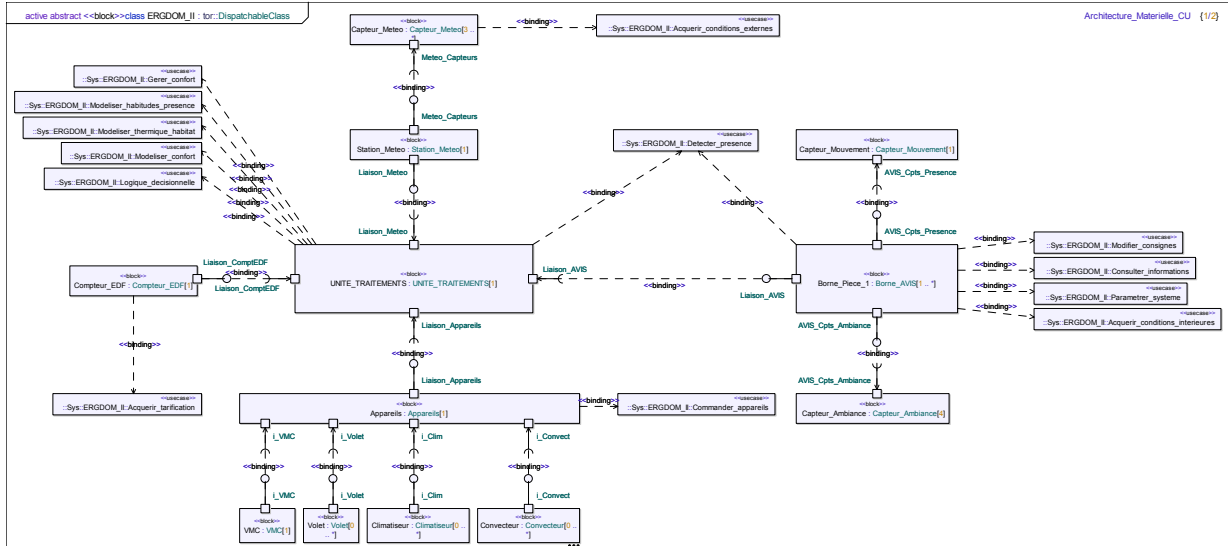 active abstract <<block>>class ERGDOM_II : tor::DispatchableClass
Architecture_Materielle_CU {1/2}
<<block>>
Capteur_Meteo : Capteur_Meteo[3 ..
*]
<<binding>>
<<usecase>>
::Sys::ERGDOM_II::Acquerir_conditions_externes
Meteo_Capteurs
<<binding>>
Meteo_Capteurs
<<usecase>>
::Sys::ERGDOM_II::Gerer_confort
<<usecase>>
::Sys::ERGDOM_II::Modeliser_habitudes_presence
<<usecase>>
::Sys::ERGDOM_II::Modeliser_thermique_habitat
<<usecase>>
::Sys::ERGDOM_II::Modeliser_confort
<<usecase>>
::Sys::ERGDOM_II::Logique_decisionnelle
<<binding>>
<<binding>>
<<binding>>
<<binding>>
<<binding>>
<<block>>
Station_Meteo : Station_Meteo[1]
Liaison_Meteo
<<binding>>
Liaison_Meteo
<<usecase>>
::Sys::ERGDOM_II::Detecter_presence
<<binding>>
<<binding>>
<<block>>
Capteur_Mouvement : Capteur_Mouvement[1]
AVIS_Cpts_Presence
<<binding>>
AVIS_Cpts_Presence
<<block>>
Compteur_EDF : Compteur_EDF[1]
Liaison_ComptEDF
<<binding>>
Liaison_ComptEDF
<<block>>
UNITE_TRAITEMENTS : UNITE_TRAITEMENTS[1]
Liaison_AVIS
<<binding>>
Liaison_AVIS
<<block>>
Borne_Piece_1 : Borne_AVIS[1 .. *]
<<binding>>
<<usecase>>
::Sys::ERGDOM_II::Modifier_consignes
<<binding>>
<<usecase>>
::Sys::ERGDOM_II::Consulter_informations
<<binding>>
<<usecase>>
::Sys::ERGDOM_II::Parametrer_systeme
<<binding>>
<<usecase>>
::Sys::ERGDOM_II::Acquerir_conditions_interieures
<<binding>>
<<usecase>>
::Sys::ERGDOM_II::Acquerir_tarification
Liaison_Appareils
<<binding>>
Liaison_Appareils
AVIS_Cpts_Ambiance
<<binding>>
AVIS_Cpts_Ambiance
<<block>>
Appareils : Appareils[1]
<<binding>>
<<usecase>>
::Sys::ERGDOM_II::Commander_appareils
<<block>>
Capteur_Ambiance : Capteur_Ambiance[4]
i_VMC
i_Volet
i_Clim
i_Convect
<<binding>>
<<binding>>
<<binding>>
<<binding>>
i_VMC
i_Volet
i_Clim
i_Convect
<<block>>
VMC : VMC[1]
<<block>>
Volet : Volet[0
.. *]
<<block>>
Climatiseur : Climatiseur[0 ..
*]
<<block>>
Convecteur : Convecteur[0 ..
*]